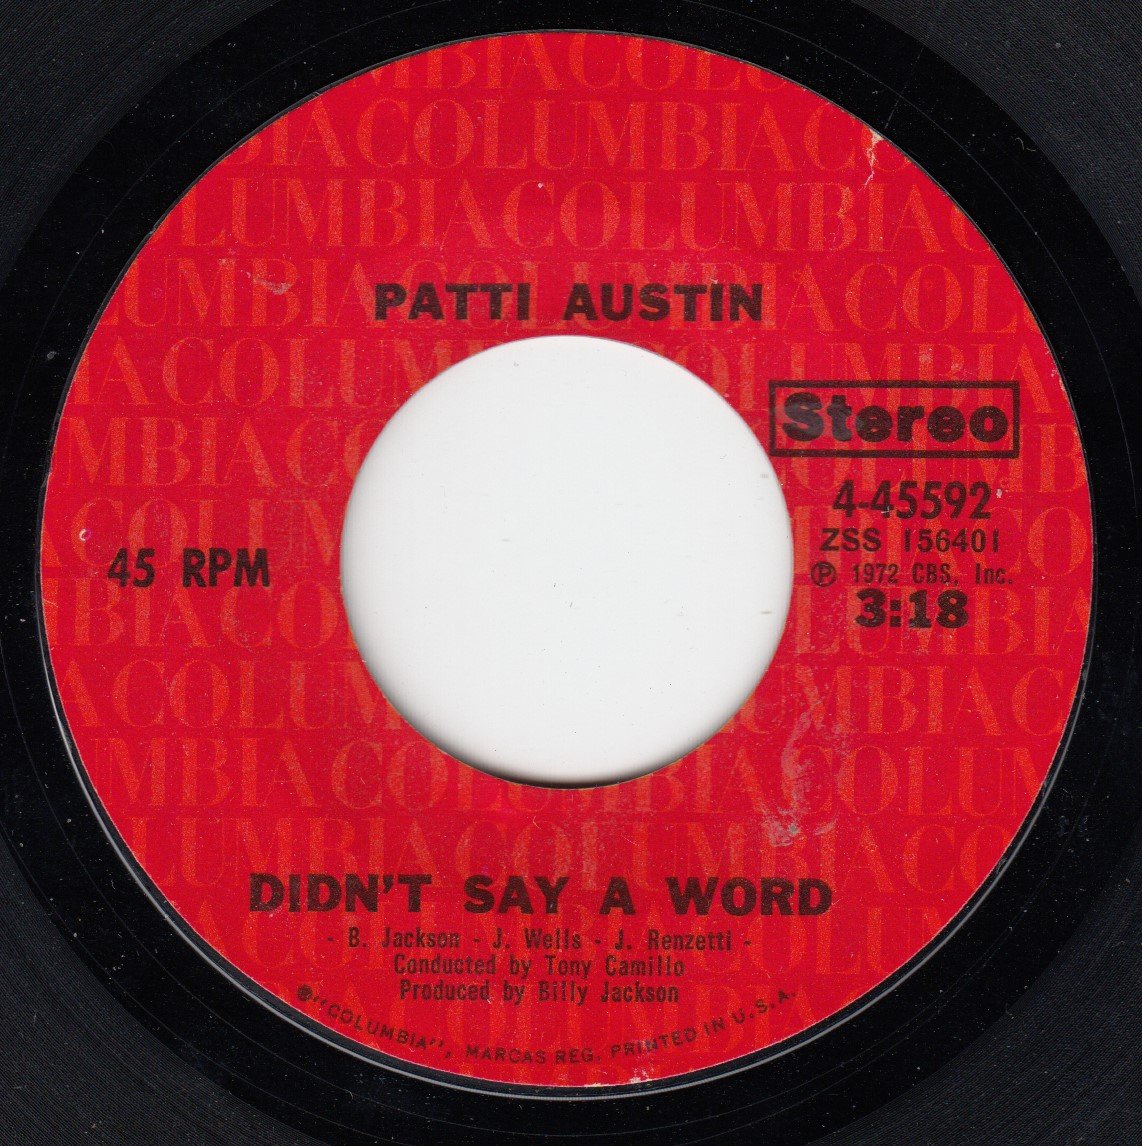 PATTI AUSTIN
Stereo
4-45592
ZSS 156401
℗ 1972 CBS, Inc.
3:18
45 RPM
DIDN'T SAY A WORD
- B. Jackson - J. Wells - J. Renzetti -
Conducted by Tony Camillo
Produced by Billy Jackson
®"COLUMBIA", MARCAS REG. PRINTED IN U.S.A.
COLUMBIACOLUMBIA